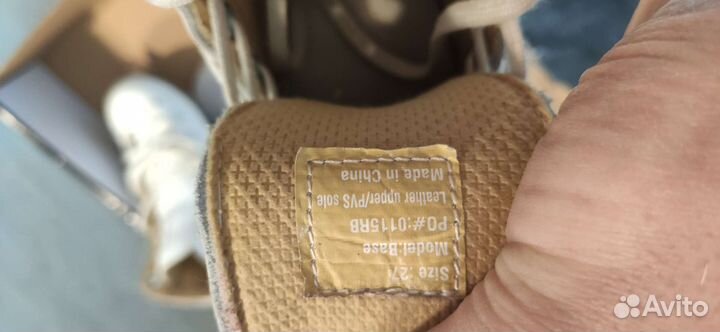 Size :27
Model:Base
PO#:0115RB
Leather upper/PVS sole
Made in China
Avito